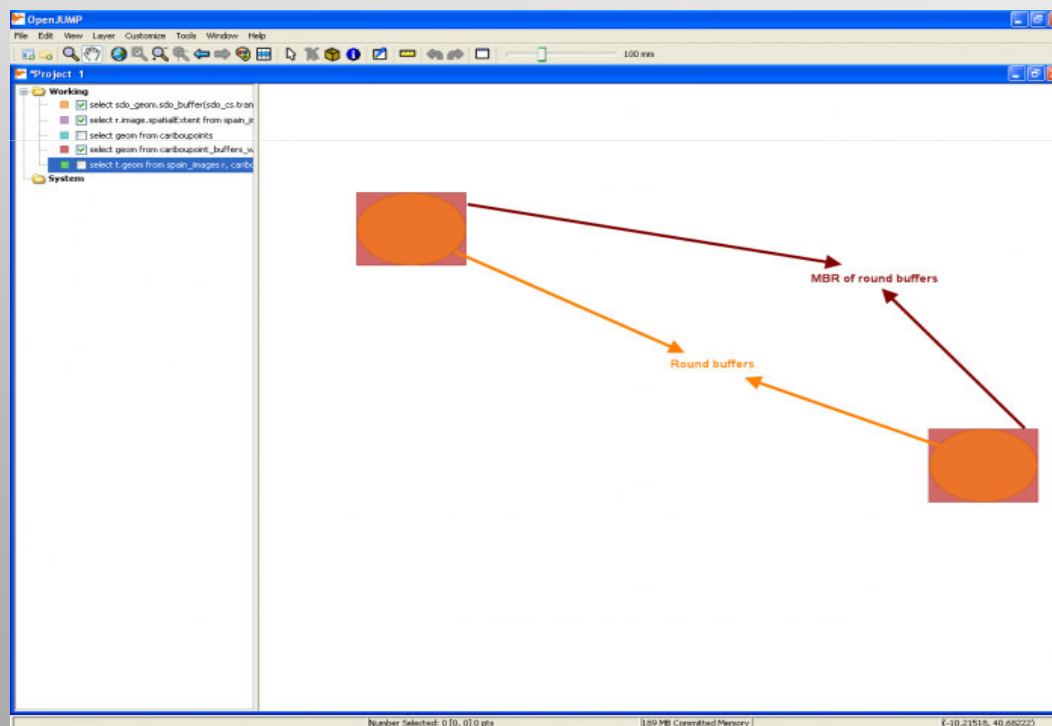 OpenJUMP
File Edit View Layer Customize Tools Window Help
100 mm
*Project 1
Working
select sdo_geom.sdo_buffer(sdo_cs.tran
select r.image.spatialExtent from spain_ir
select geom from cariboupoints
select geom from cariboupoint_buffers_w
select t.geom from spain_images r, caribo
System
MBR of round buffers
Round buffers
Number Selected: 0 [0, 0] 0 pts
189 MB Committed Memory
(-10.21518, 40.68222)